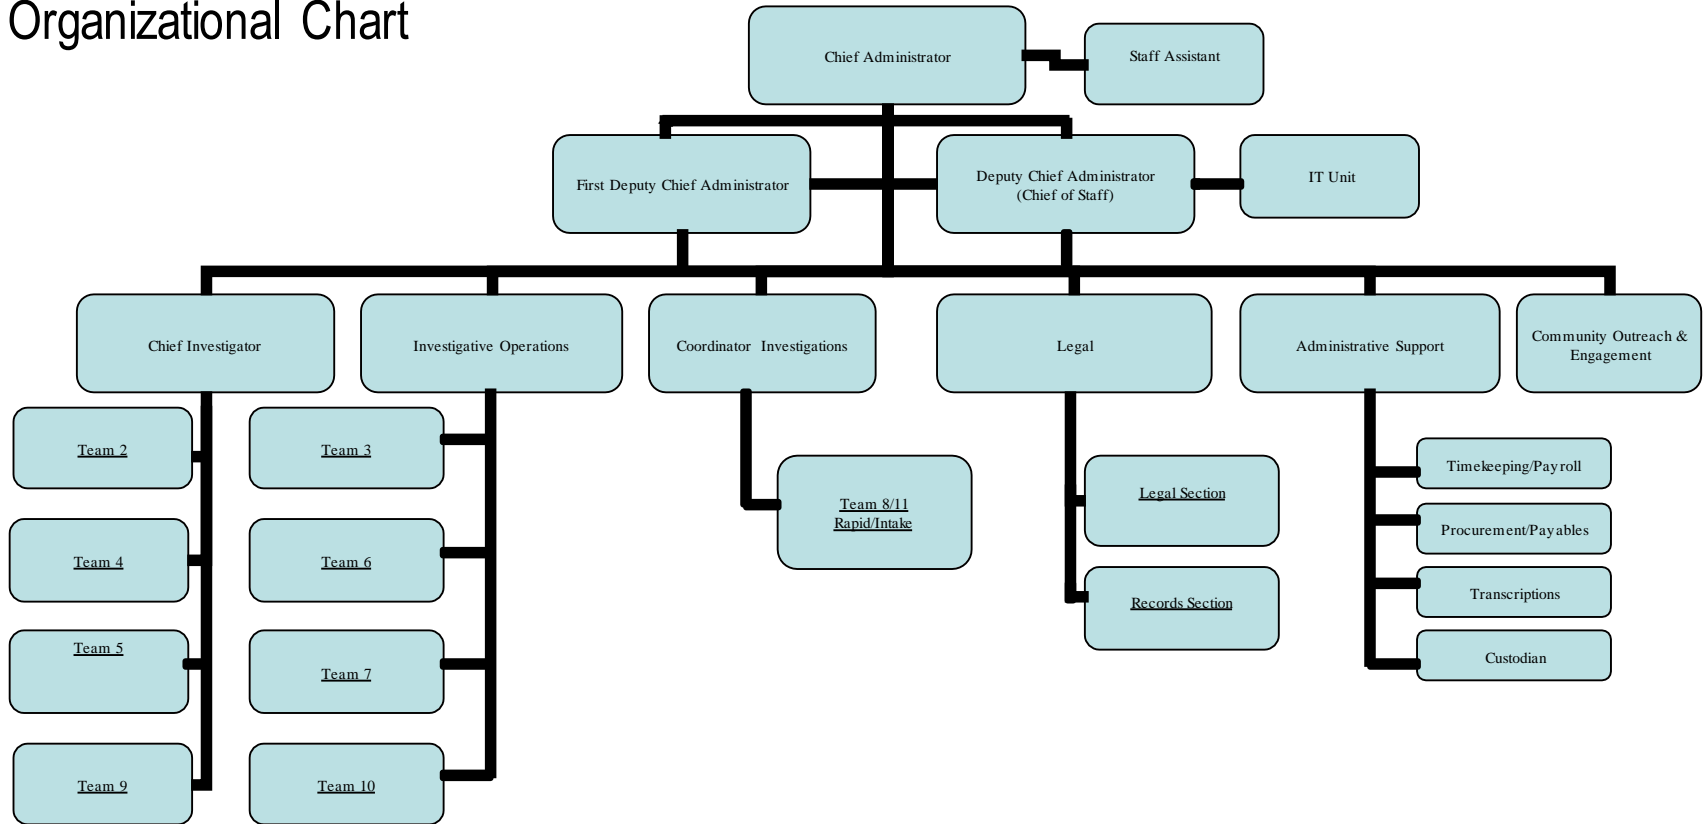 Organizational Chart
Chief Administrator
Staff Assistant
First Deputy Chief Administrator
Deputy Chief Administrator
(Chief of Staff)
IT Unit
Chief Investigator
Investigative Operations
Coordinator Investigations
Legal
Administrative Support
Community Outreach &
Engagement
Team 2
Team 3
Team 8/11
Rapid/Intake
Legal Section
Timekeeping/Payroll
Procurement/Payables
Team 4
Team 6
Records Section
Transcriptions
Team 5
Team 7
Custodian
Team 9
Team 10